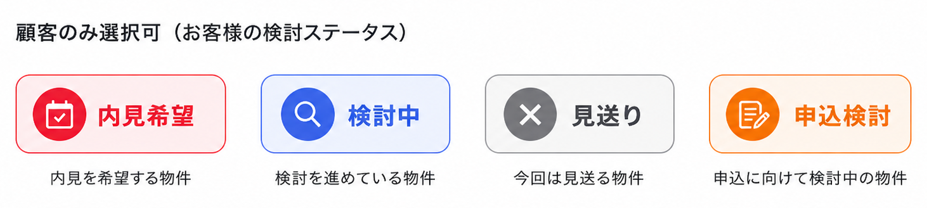 顧客のみ選択可（お客様の検討ステータス）
内見希望
検討中
見送り
申込検討
内見を希望する物件
検討を進めている物件
今回は見送る物件
申込に向けて検討中の物件